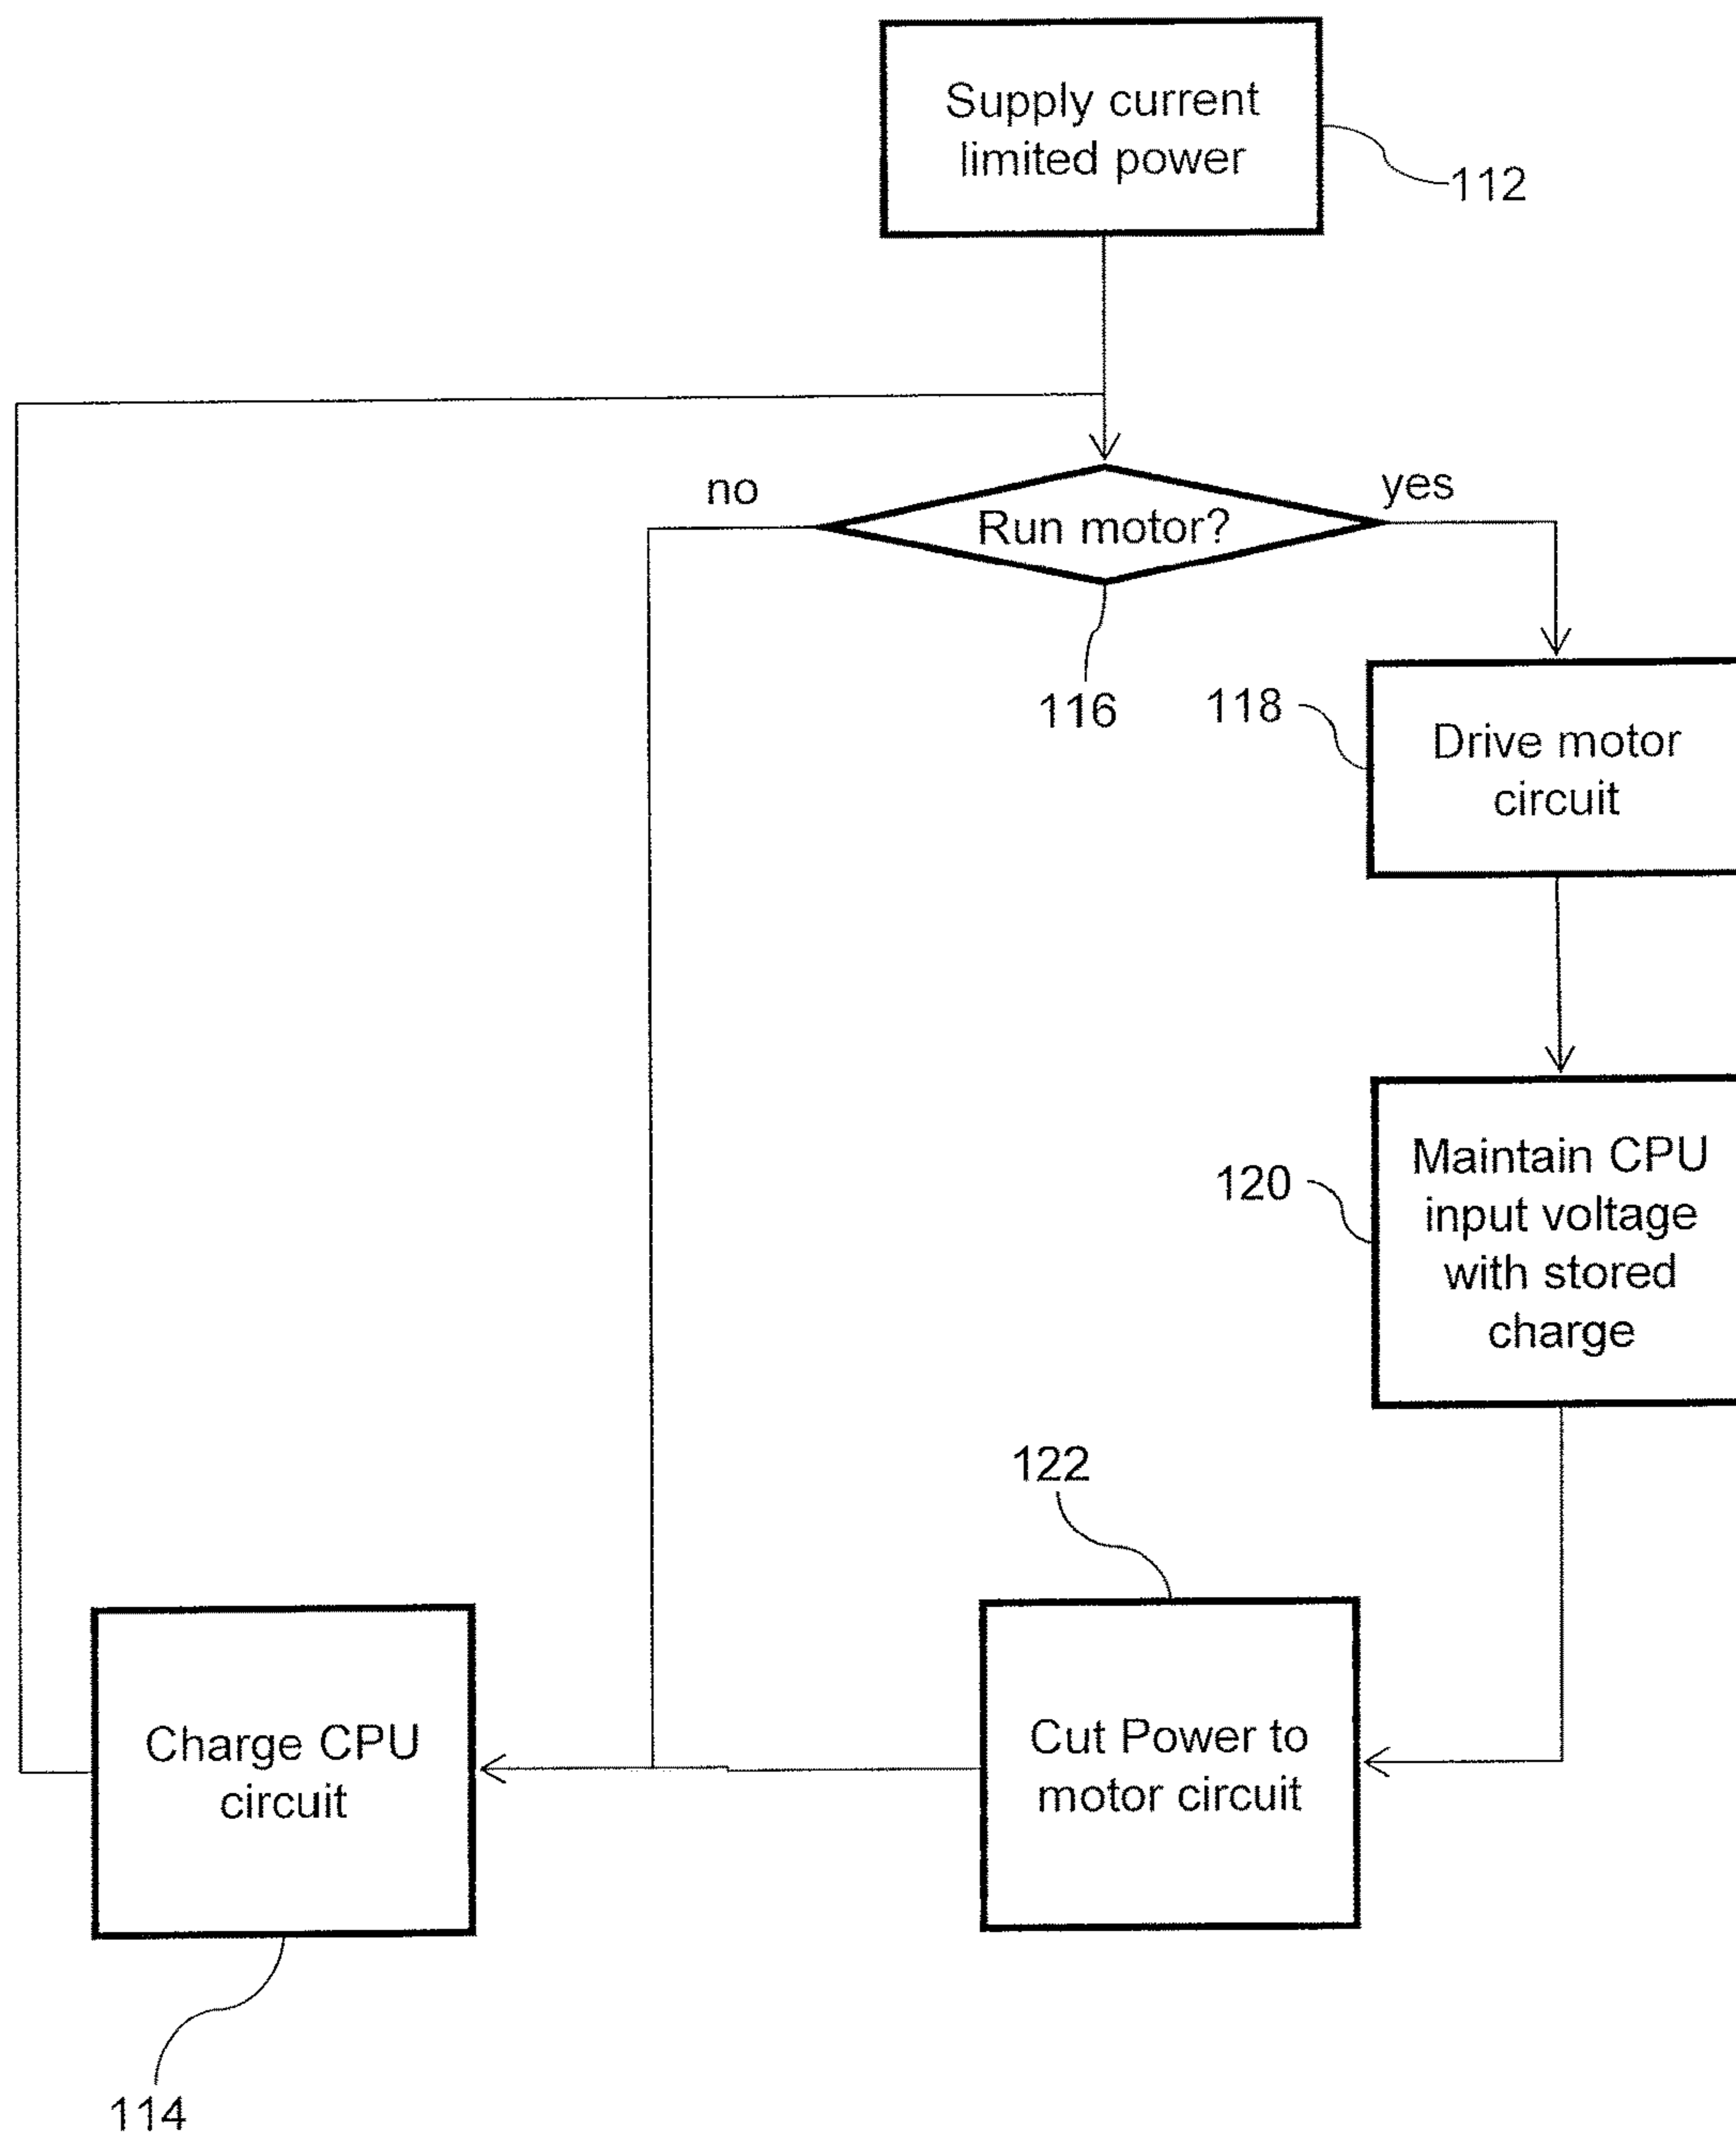 Supply current
limited power
112
no
yes
Run motor?
116
118
Drive motor
circuit
120
Maintain CPU
input voltage
with stored
charge
122
Charge CPU
circuit
Cut Power to
motor circuit
114